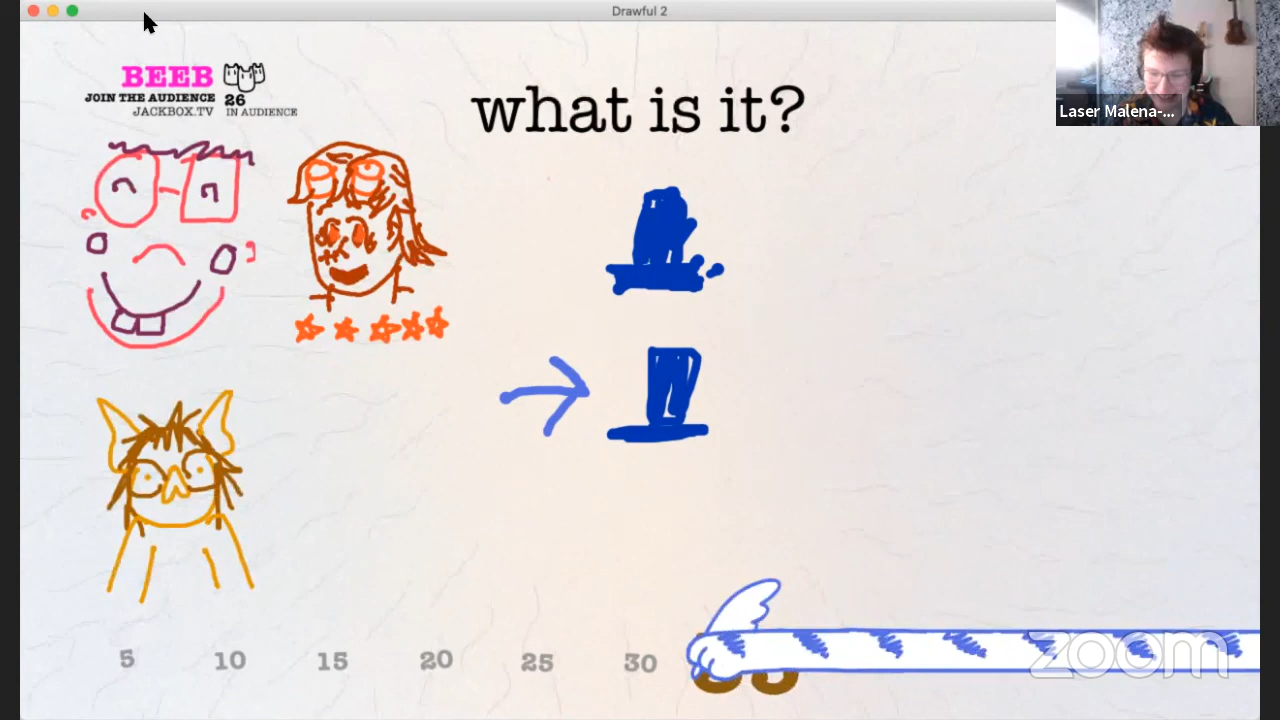 Drawful 2
BEEB
JOIN THE AUDIENCE
JACKBOX.TV
26
IN AUDIENCE
what is it?
Laser Malena-...
5 10 15 20 25 30
zoom